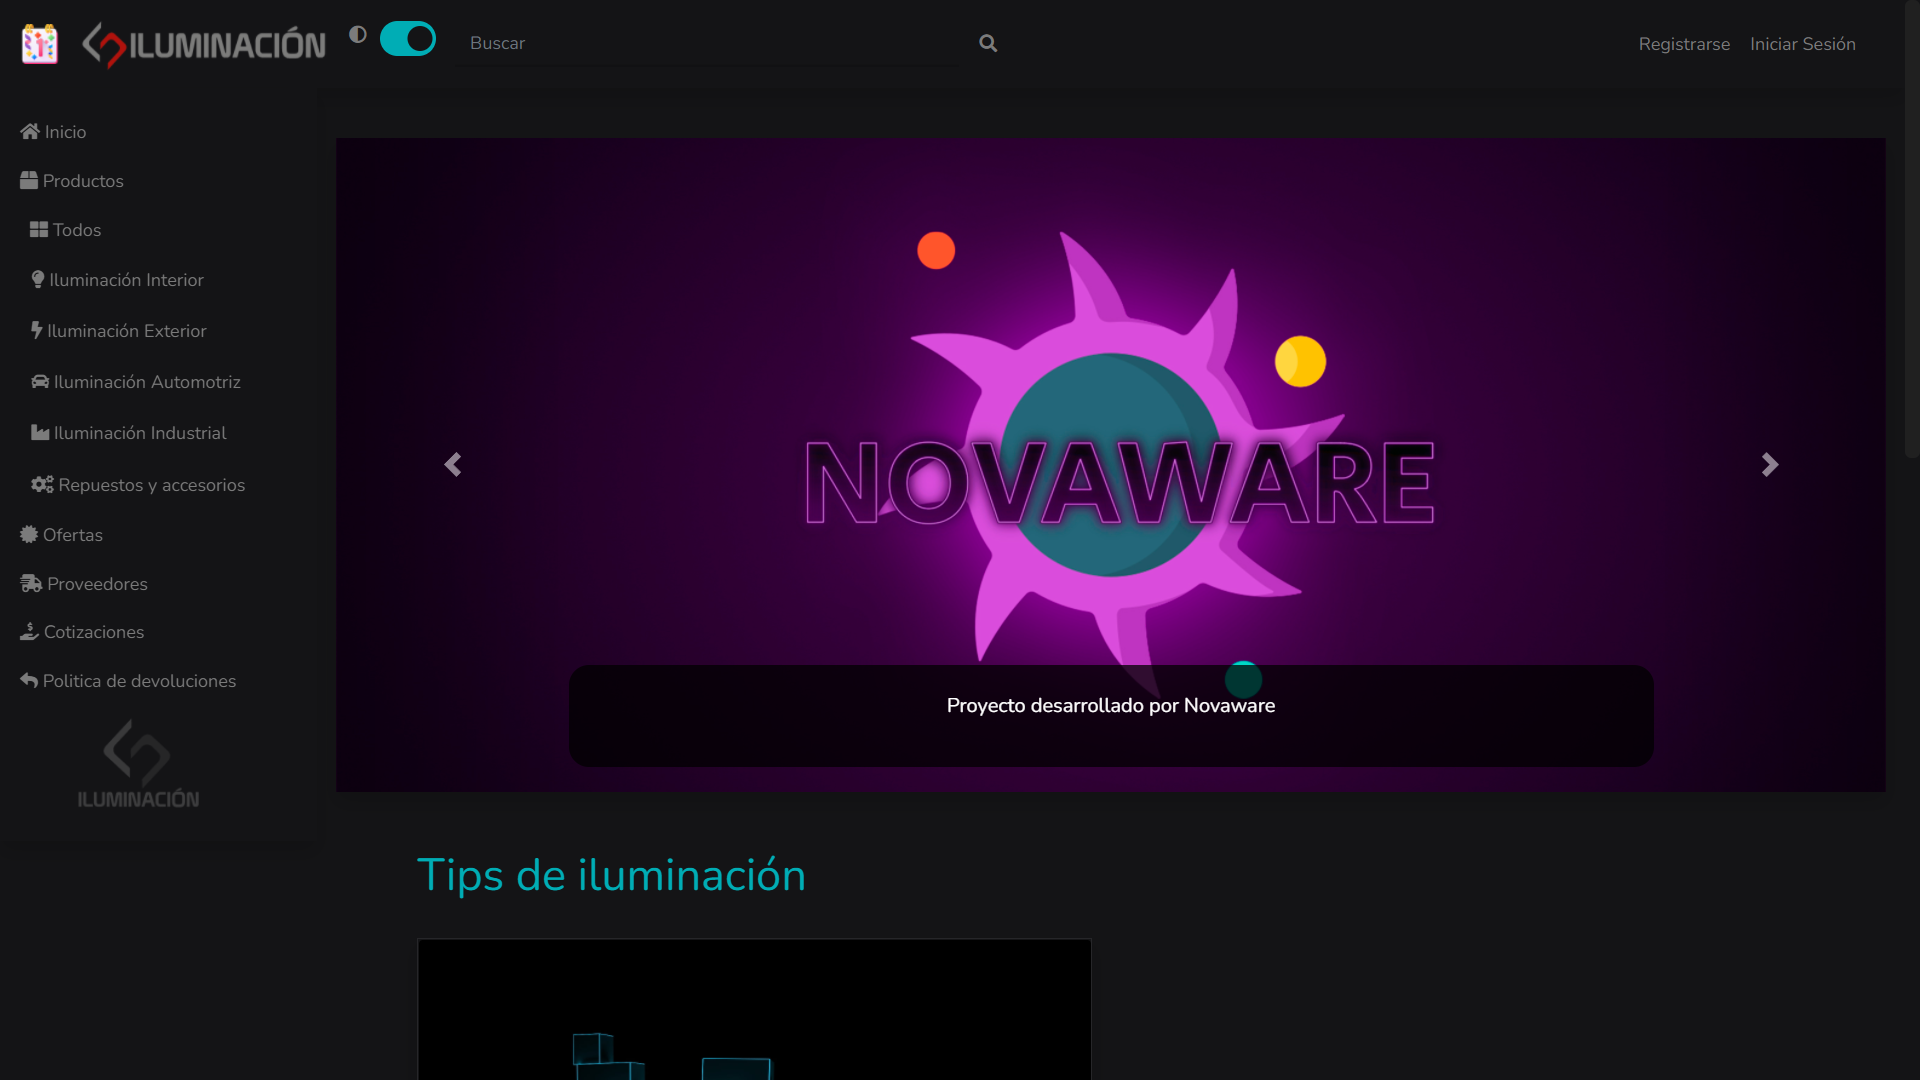 ILUMINACIÓN
Buscar
Registrarse
Iniciar Sesión
Inicio
Productos
Todos
Iluminación Interior
Iluminación Exterior
Iluminación Automotriz
Iluminación Industrial
Repuestos y accesorios
Ofertas
Proveedores
Cotizaciones
Politica de devoluciones
ILUMINACIÓN
NOVAWARE
Proyecto desarrollado por Novaware
Tips de iluminación